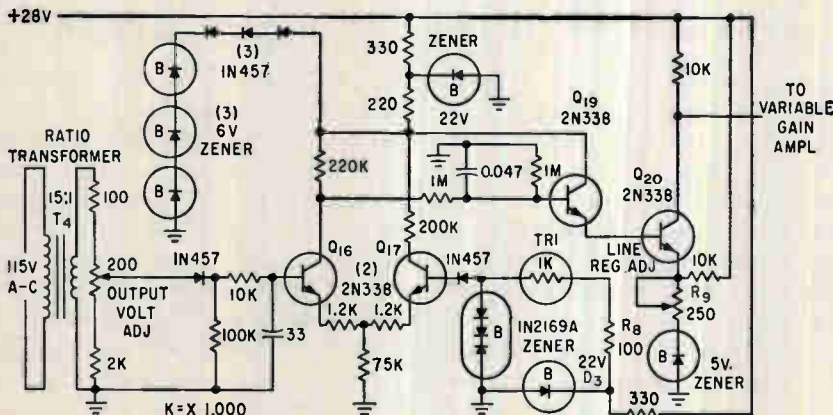 +28V
(3)
1N457
B
B
B
(3)
6V
ZENER
330
ZENER
B
22V
220
10K
TO
VARIABLE
GAIN
AMPL
Q19
2N338
Q20
2N338
RATIO
TRANSFORMER
15:1
T4
100
115V
A-C
200
OUTPUT
VOLT
ADJ
2K
1N457
10K
100K
33
220K
1M
0.047
1M
200K
Q16
Q17
(2)
2N338
1.2K
1.2K
75K
1N457
TR1
1K
B
1N2169A
ZENER
22V
D3
B
R8
100
330
LINE
REG. ADJ
10K
R9
250
B
5V.
ZENER
K = X 1,000